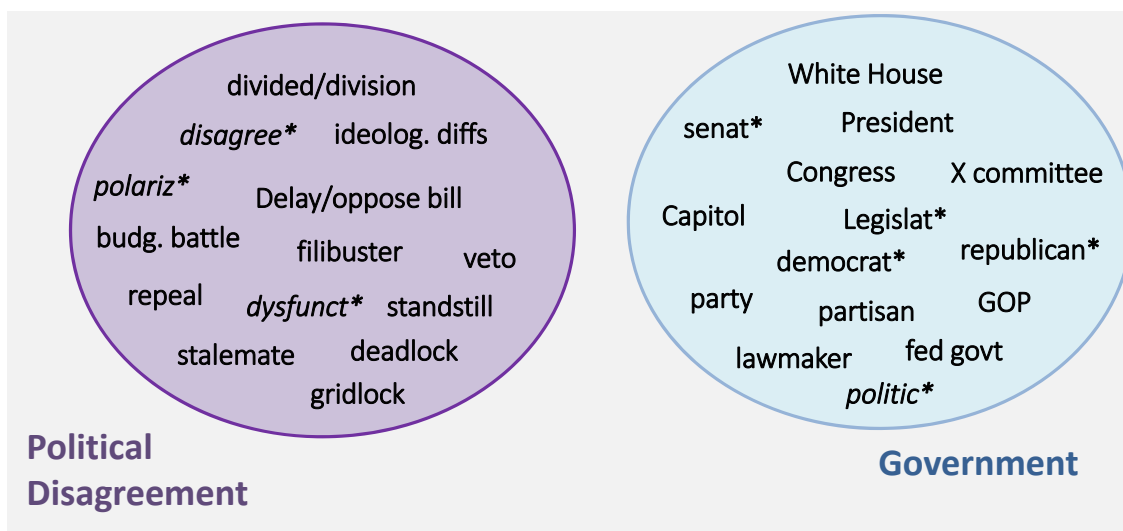 divided/division
disagree* ideolog. diffs
polariz*
Delay/oppose bill
budg. battle
filibuster
veto
repeal
dysfunct* standstill
stalemate
deadlock
gridlock
Political
Disagreement
White House
senat*
President
Congress
X committee
Capitol
Legislat*
democrat*
republican*
party
partisan
GOP
lawmaker
fed govt
politic*
Government